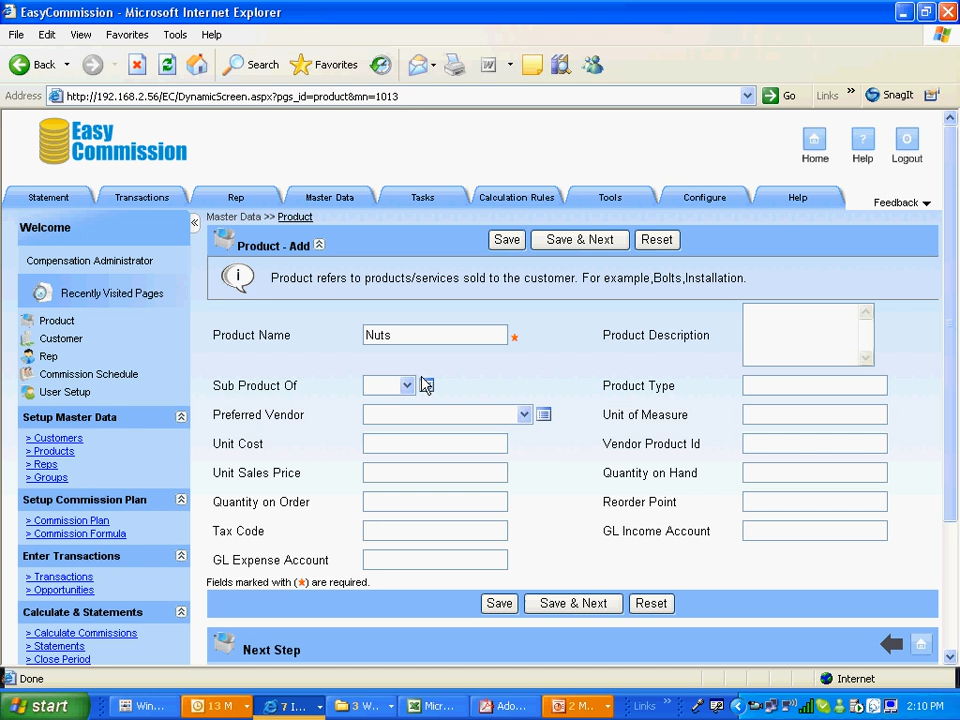 EasyCommission - Microsoft Internet Explorer
File Edit View Favorites Tools Help
Back Search Favorites
Address http://192.168.2.56/EC/DynamicScreen.aspx?pgs_id=product&mn=1013 Go Links » SnagIt
Easy Commission
Home Help Logout
Statement Transactions Rep Master Data Tasks Calculation Rules Tools Configure Help
Feedback
Welcome
Compensation Administrator
Recently Visited Pages
Product
Customer
Rep
Commission Schedule
User Setup
Setup Master Data
> Customers
> Products
> Reps
> Groups
Setup Commission Plan
> Commission Plan
> Commission Formula
Enter Transactions
> Transactions
> Opportunities
Calculate & Statements
> Calculate Commissions
> Statements
> Close Period
Master Data >> Product
Product - Add Save Save & Next Reset
Product refers to products/services sold to the customer. For example,Bolts,Installation.
Product Name Nuts * Product Description
Sub Product Of Product Type
Preferred Vendor Unit of Measure
Unit Cost Vendor Product Id
Unit Sales Price Quantity on Hand
Quantity on Order Reorder Point
Tax Code GL Income Account
GL Expense Account
Fields marked with (*) are required.
Save Save & Next Reset
Next Step
Done Internet
start Win... 13 M 7 I... 3 W... Micr... Ado... 2 M... Links » 2:10 PM